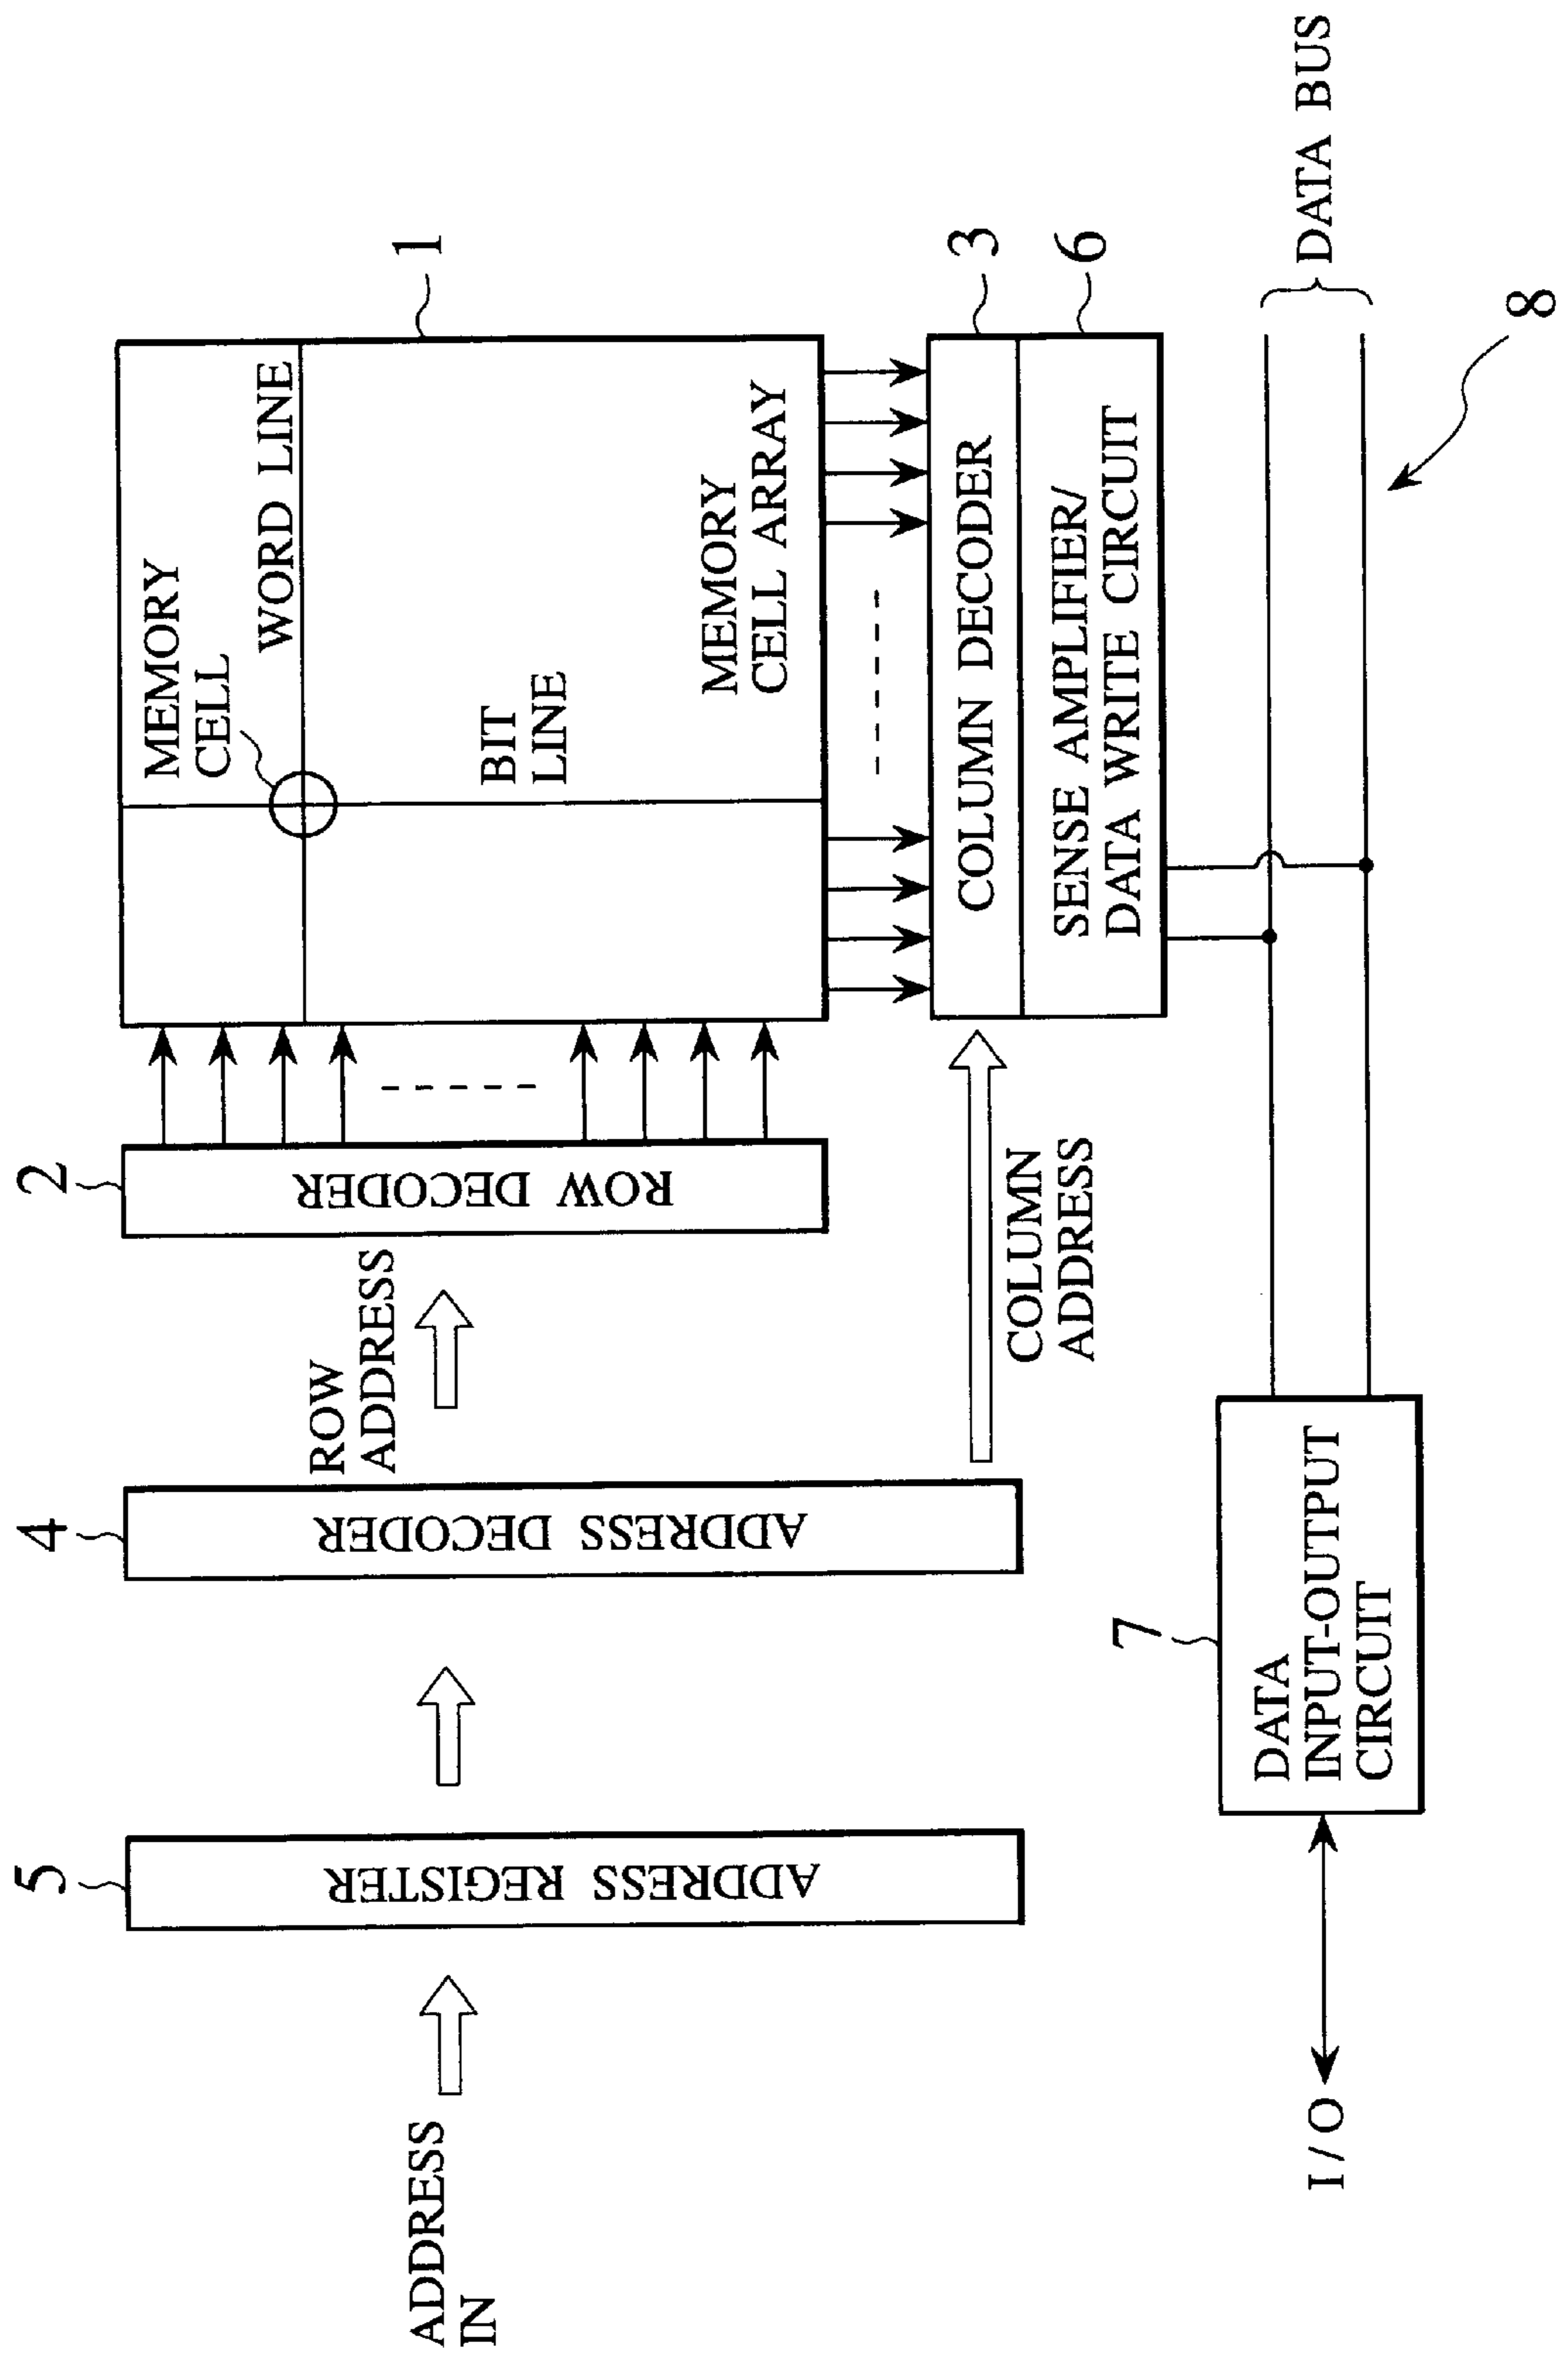 5
4
2
1
ADDRESS
IN
ADDRESS REGISTER
ADDRESS DECODER
ROW
ADDRESS
ROW DECODER
MEMORY
CELL
WORD LINE
BIT
LINE
MEMORY
CELL ARRAY
COLUMN
ADDRESS
COLUMN DECODER
3
SENSE AMPLIFIER/
DATA WRITE CIRCUIT
6
7
I / O
DATA
INPUT-OUTPUT
CIRCUIT
DATA BUS
8